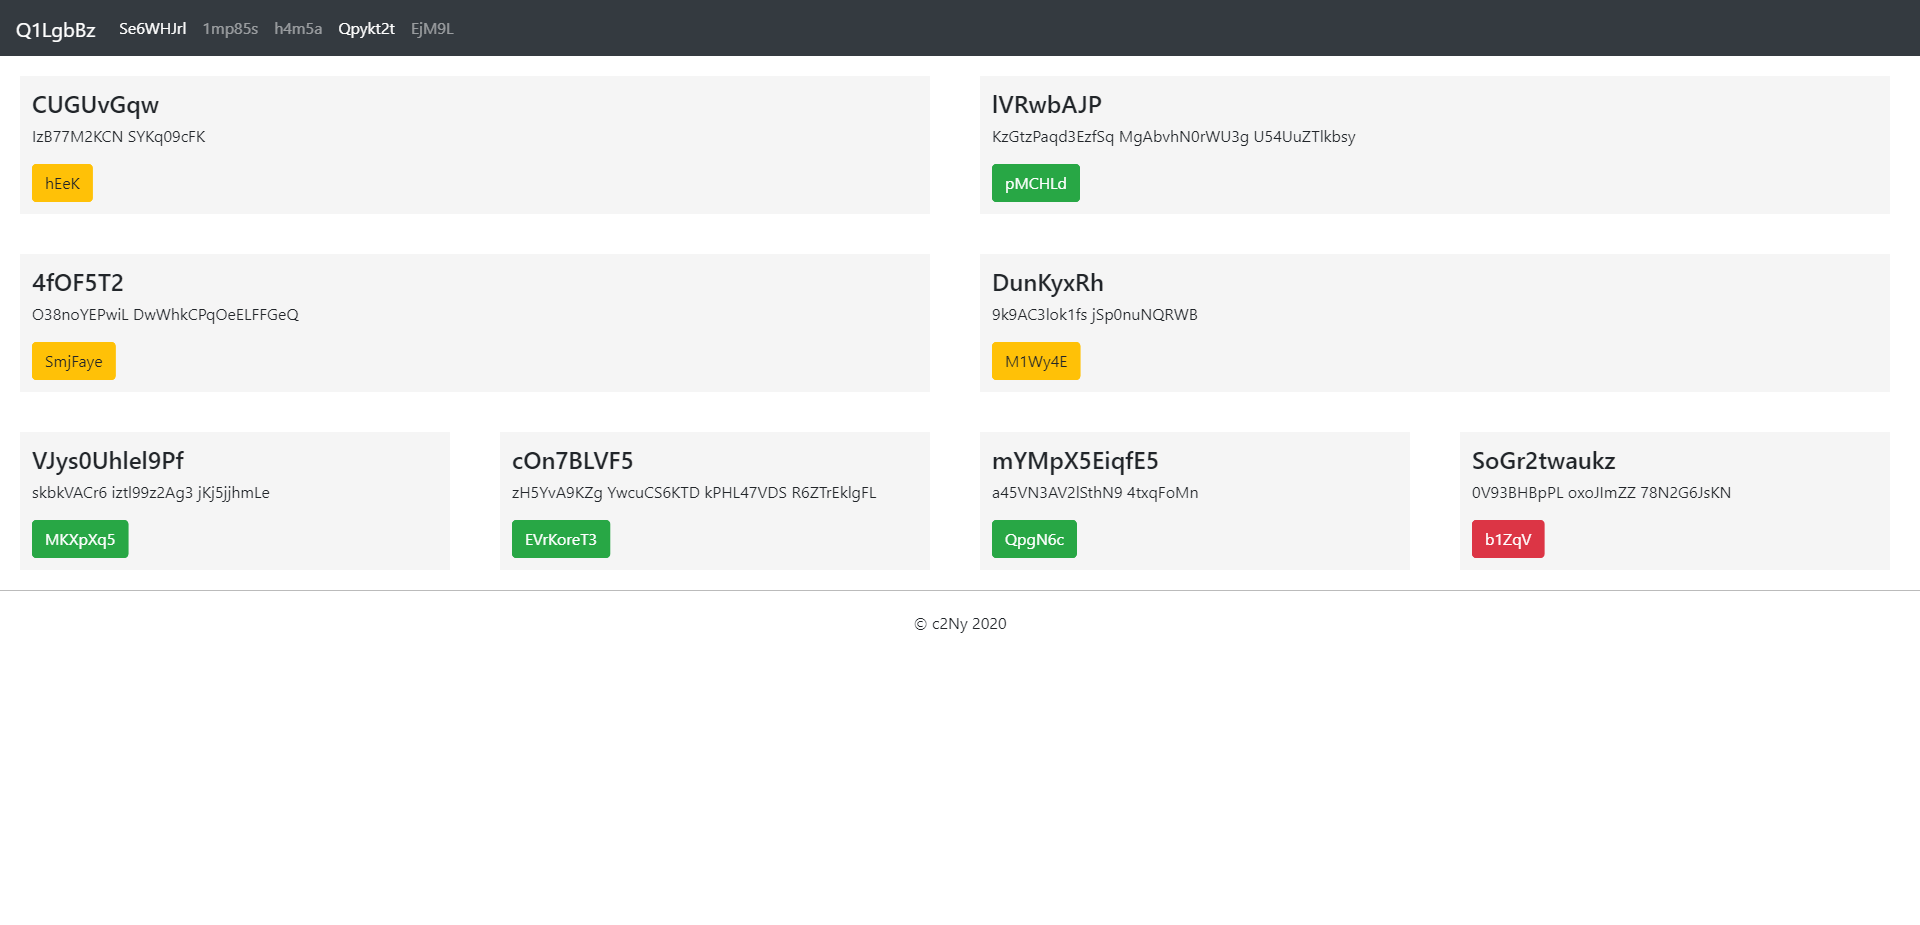 Q1LgbBz Se6WHJrl 1mp85s h4m5a Qpykt2t EjM9L
CUGUvGqw
IzB77M2KCN SYKq09cFK
hEeK
lVRwbAJP
KzGtzPaqd3EzfSq MgAbvhN0rWU3g U54UuZTlkbsy
pMCHLd
4fOF5T2
O38noYEPwiL DwWhkCPqOeELFFGeQ
SmjFaye
DunKyxRh
9k9AC3lok1fs jSp0nuNQRWB
M1Wy4E
VJys0Uhlel9Pf
skbkVACr6 iztl99z2Ag3 jKj5jjhmLe
MKXpXq5
cOn7BLVF5
zH5YvA9KZg YwcuCS6KTD kPHL47VDS R6ZTrEklgFL
EVrKoreT3
mYMpX5EiqfE5
a45VN3AV2lSthN9 4txqFoMn
QpgN6c
SoGr2twaukz
0V93BHBpPL oxoJImZZ 78N2G6JsKN
b1ZqV
© c2Ny 2020